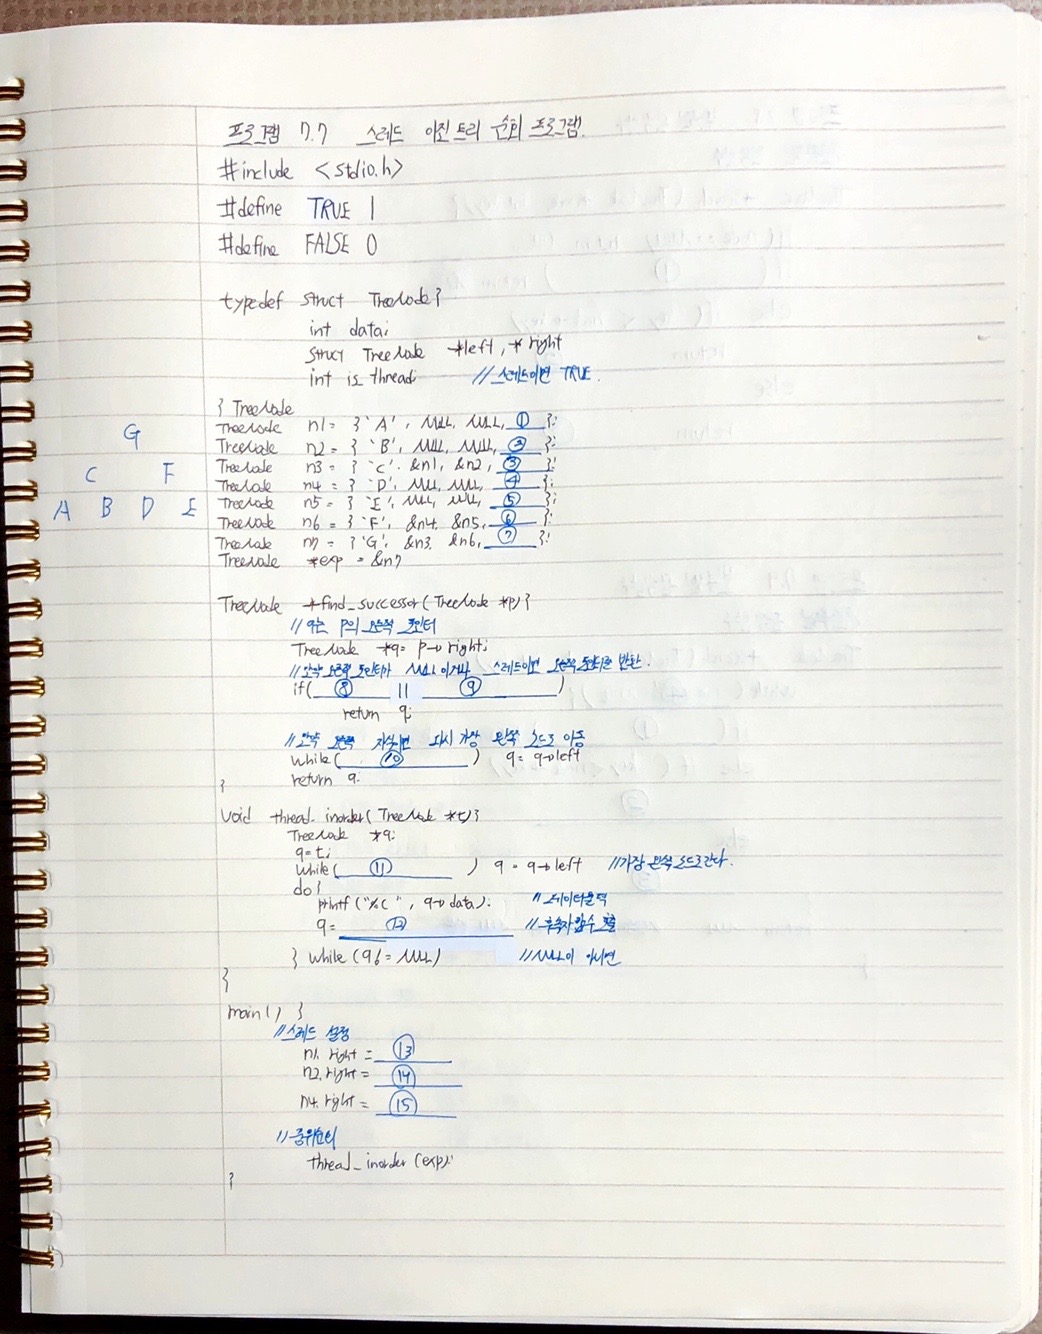 프로그램 7.7 스레드 이진 트리 순회 프로그램.
#include <stdio.h>
#define TRUE 1
#define FALSE 0
typedef struct TreeNode {
int data;
struct TreeNode *left, *right
int is_thread; //스레드이면 TRUE.
} TreeNode
TreeNode n1 = { 'A', NULL, NULL, ① };
TreeNode n2 = { 'B', NULL, NULL, ② };
TreeNode n3 = { 'C', &n1, &n2, ③ };
TreeNode n4 = { 'D', NULL, NULL, ④ };
TreeNode n5 = { 'E', NULL, NULL, ⑤ };
TreeNode n6 = { 'F', &n4, &n5, ⑥ };
TreeNode n7 = { 'G', &n3, &n6, ⑦ };
TreeNode *exp = &n7
G
C F
A B D E
TreeNode *find_successor(TreeNode *p) {
//q는 p의 오른쪽 포인터
TreeNode *q = p→right;
//만약 오른쪽 포인터가 NULL이거나 스레드이면 오른쪽 포인터를 반환.
if( ⑧ || ⑨ )
return q;
//만약 오른쪽 자식이면 다시 가장 왼쪽 노드로 이동
while( ⑩ ) q = q→left
return q;
}
void thread_inorder(TreeNode *t) {
TreeNode *q;
q = t;
while( ⑪ ) q = q→left //가장 왼쪽 노드로 간다.
do {
printf("%c", q→data); //데이터 출력
q = ⑫ //후속자 함수 호출
} while (q != NULL) //NULL이 아니면
}
main() {
//스레드 설정
n1.right = ⑬
n2.right = ⑭
n4.right = ⑮
//중위순회
thread_inorder(exp);
}